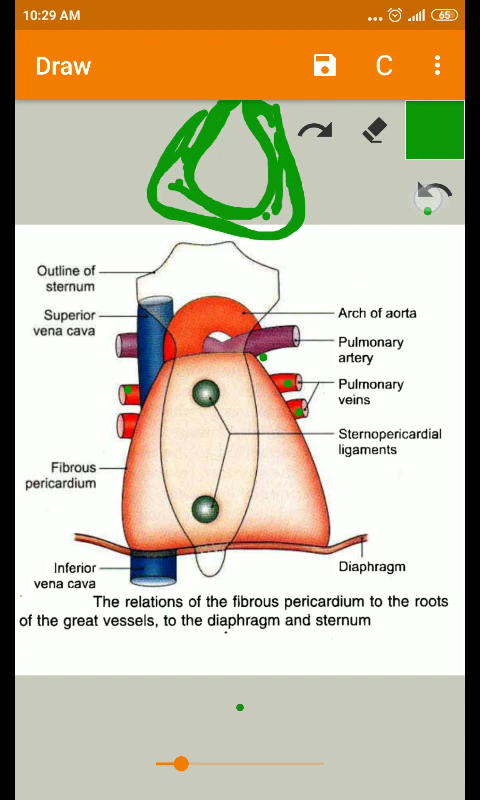 10:29 AM
65
Draw
C
Outline of
sternum
Superior
vena cava
Arch of aorta
Pulmonary
artery
Pulmonary
veins
Sternopericardial
ligaments
Fibrous
pericardium
Inferior
vena cava
Diaphragm
The relations of the fibrous pericardium to the roots
of the great vessels, to the diaphragm and sternum